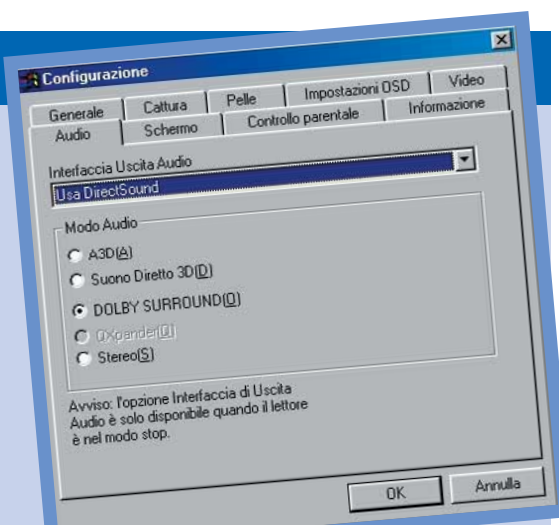 Configurazione
Generale Cattura Pelle Impostazioni OSD Video
Audio Schermo Controllo parentale Informazione
Interfaccia Uscita Audio
Usa DirectSound
Modo Audio
A3D(A)
Suono Diretto 3D(D)
DOLBY SURROUND(O)
QXpander(Q)
Stereo(S)
Avviso: l'opzione Interfaccia di Uscita
Audio è solo disponibile quando il lettore
è nel modo stop.
OK Annulla